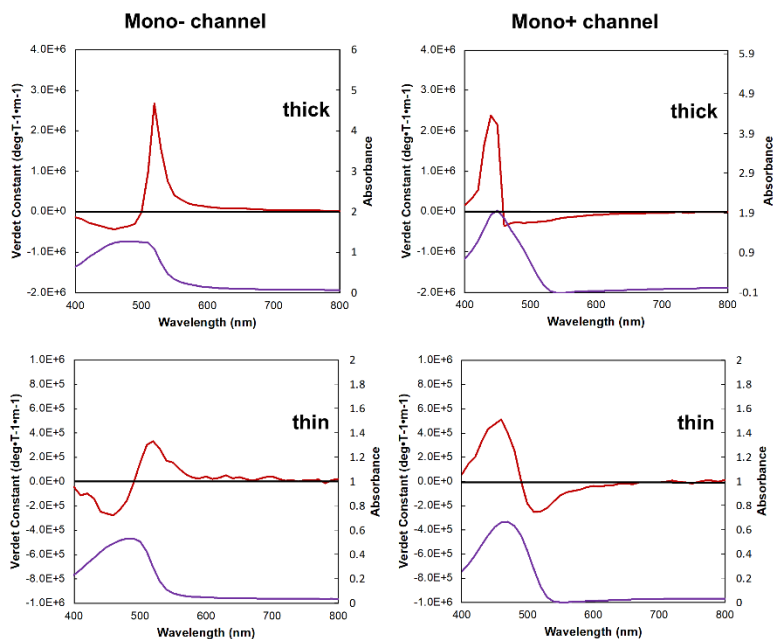 Mono- channel
Mono+ channel
4.0E+6
3.0E+6
2.0E+6
1.0E+6
0.0E+0
-1.0E+6
-2.0E+6
Verdet Constant (deg•T-1•m-1)
thick
6
5
4
3
2
1
0
Absorbance
400 500 600 700 800
Wavelength (nm)
4.0E+6
3.0E+6
2.0E+6
1.0E+6
0.0E+0
-1.0E+6
-2.0E+6
Verdet Constant (deg•T-1•m-1)
thick
5.9
4.9
3.9
2.9
1.9
0.9
-0.1
Absorbance
400 500 600 700 800
Wavelength (nm)
1.0E+6
8.0E+5
6.0E+5
4.0E+5
2.0E+5
0.0E+0
-2.0E+5
-4.0E+5
-6.0E+5
-8.0E+5
-1.0E+6
Verdet Constant (deg•T-1•m-1)
thin
2
1.8
1.6
1.4
1.2
1
0.8
0.6
0.4
0.2
0
Absorbance
400 500 600 700 800
Wavelength (nm)
1.0E+6
8.0E+5
6.0E+5
4.0E+5
2.0E+5
0.0E+0
-2.0E+5
-4.0E+5
-6.0E+5
-8.0E+5
-1.0E+6
Verdet Constant (deg•T-1•m-1)
thin
2
1.8
1.6
1.4
1.2
1
0.8
0.6
0.4
0.2
0
Absorbance
400 500 600 700 800
Wavelength (nm)